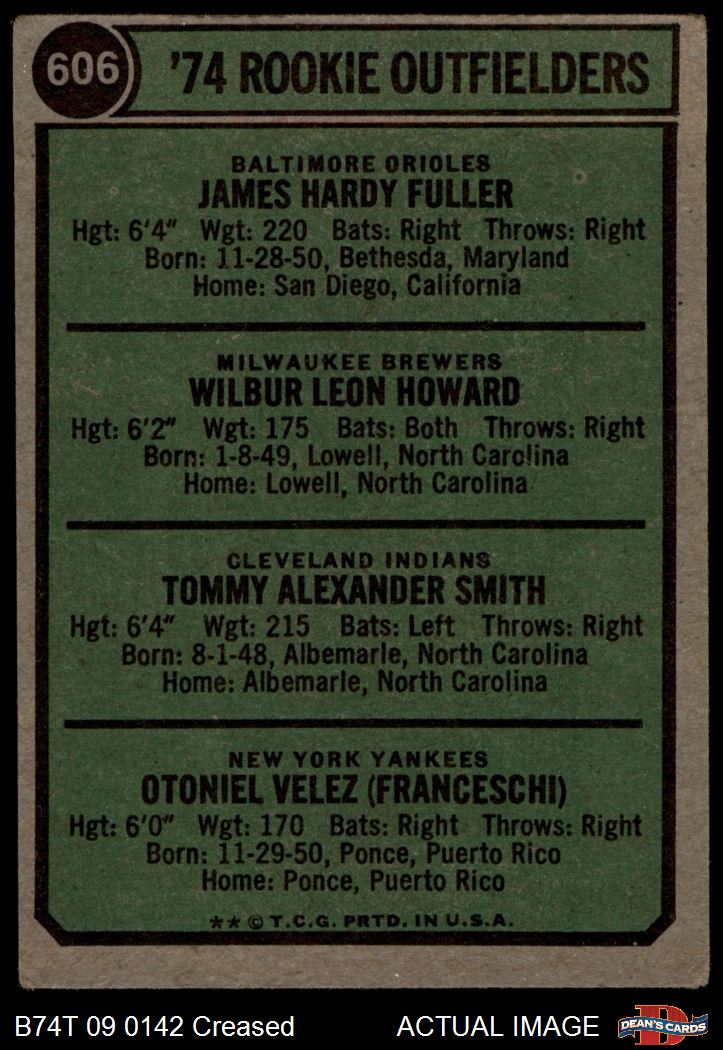 606
'74 ROOKIE OUTFIELDERS
BALTIMORE ORIOLES
JAMES HARDY FULLER
Hgt: 6'4" Wgt: 220 Bats: Right Throws: Right
Born: 11-28-50, Bethesda, Maryland
Home: San Diego, California
MILWAUKEE BREWERS
WILBUR LEON HOWARD
Hgt: 6'2" Wgt: 175 Bats: Both Throws: Right
Born: 1-8-49, Lowell, North Carolina
Home: Lowell, North Carolina
CLEVELAND INDIANS
TOMMY ALEXANDER SMITH
Hgt: 6'4" Wgt: 215 Bats: Left Throws: Right
Born: 8-1-48, Albemarle, North Carolina
Home: Albemarle, North Carolina
NEW YORK YANKEES
OTONIEL VELEZ (FRANCESCHI)
Hgt: 6'0" Wgt: 170 Bats: Right Throws: Right
Born: 11-29-50, Ponce, Puerto Rico
Home: Ponce, Puerto Rico
** © T.C.G. PRTD. IN U.S.A.
B74T 09 0142 Creased ACTUAL IMAGE
D
DEAN'S CARDS